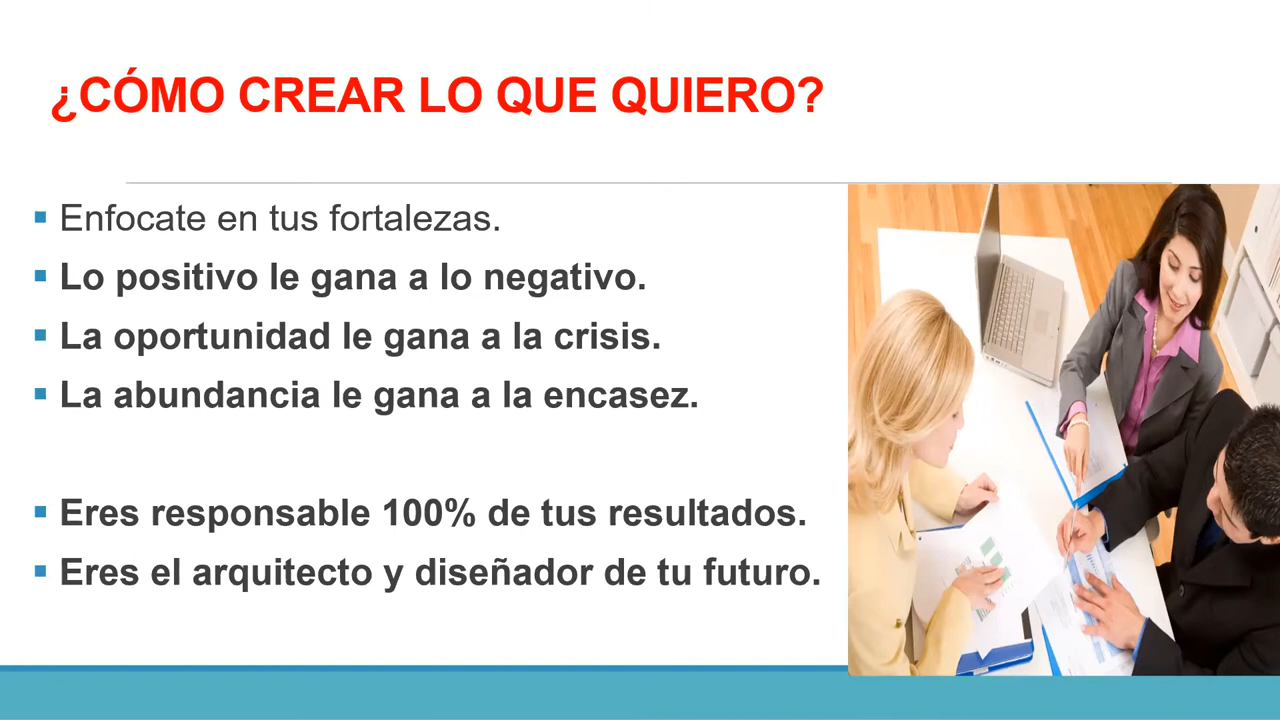 ¿CÓMO CREAR LO QUE QUIERO?
Enfocate en tus fortalezas.
Lo positivo le gana a lo negativo.
La oportunidad le gana a la crisis.
La abundancia le gana a la encasez.
Eres responsable 100% de tus resultados.
Eres el arquitecto y diseñador de tu futuro.